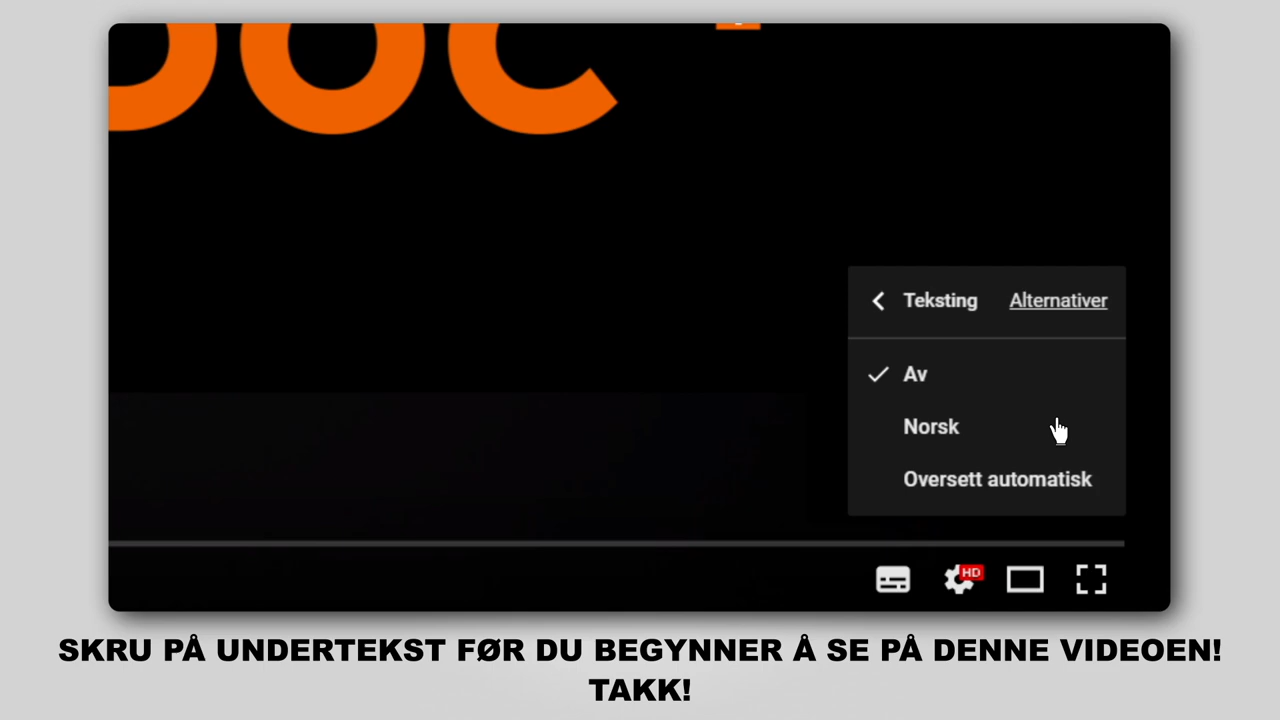 Teksting Alternativer
Av
Norsk
Oversett automatisk
HD
SKRU PÅ UNDERTEKST FØR DU BEGYNNER Å SE PÅ DENNE VIDEOEN!
TAKK!